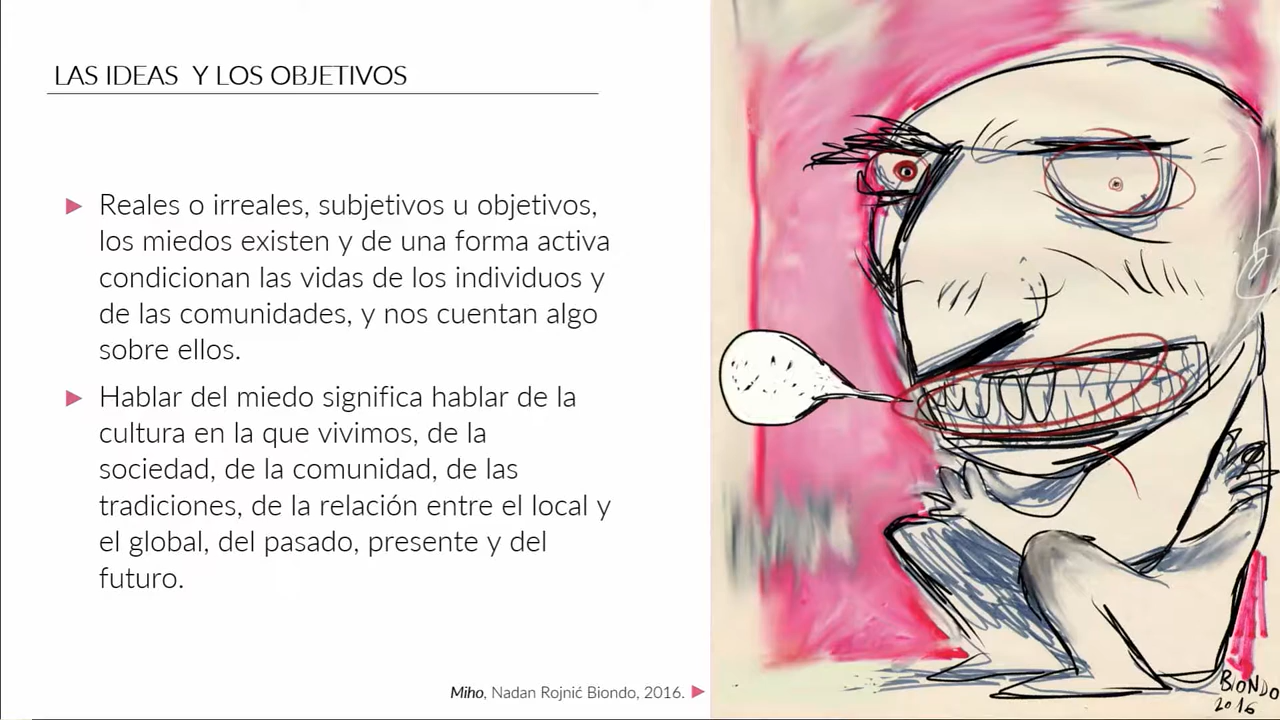 LAS IDEAS Y LOS OBJETIVOS
Reales o irreales, subjetivos u objetivos,
los miedos existen y de una forma activa
condicionan las vidas de los individuos y
de las comunidades, y nos cuentan algo
sobre ellos.
Hablar del miedo significa hablar de la
cultura en la que vivimos, de la
sociedad, de la comunidad, de las
tradiciones, de la relación entre el local y
el global, del pasado, presente y del
futuro.
Miho, Nadan Rojnić Biondo, 2016.
BIONDO
2016